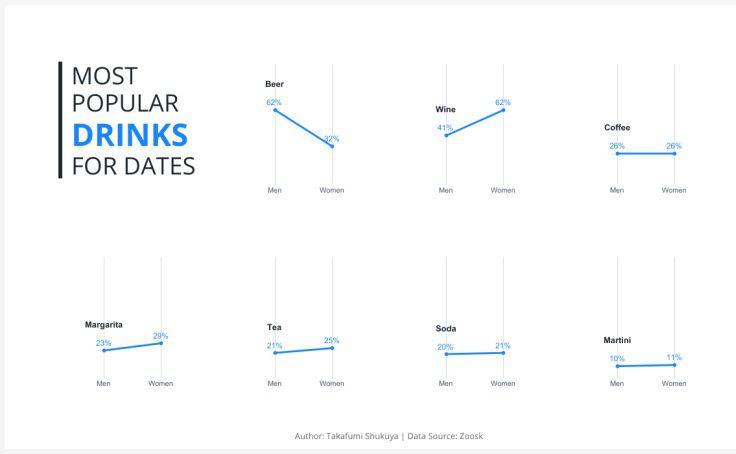 MOST
POPULAR
DRINKS
FOR DATES
Beer
62%
32%
Men Women
Wine
62%
41%
Men Women
Coffee
26% 26%
Men Women
Margarita
29%
23%
Men Women
Tea
25%
21%
Men Women
Soda
21%
20%
Men Women
Martini
11%
10%
Men Women
Author: Takafumi Shukuya | Data Source: Zoosk